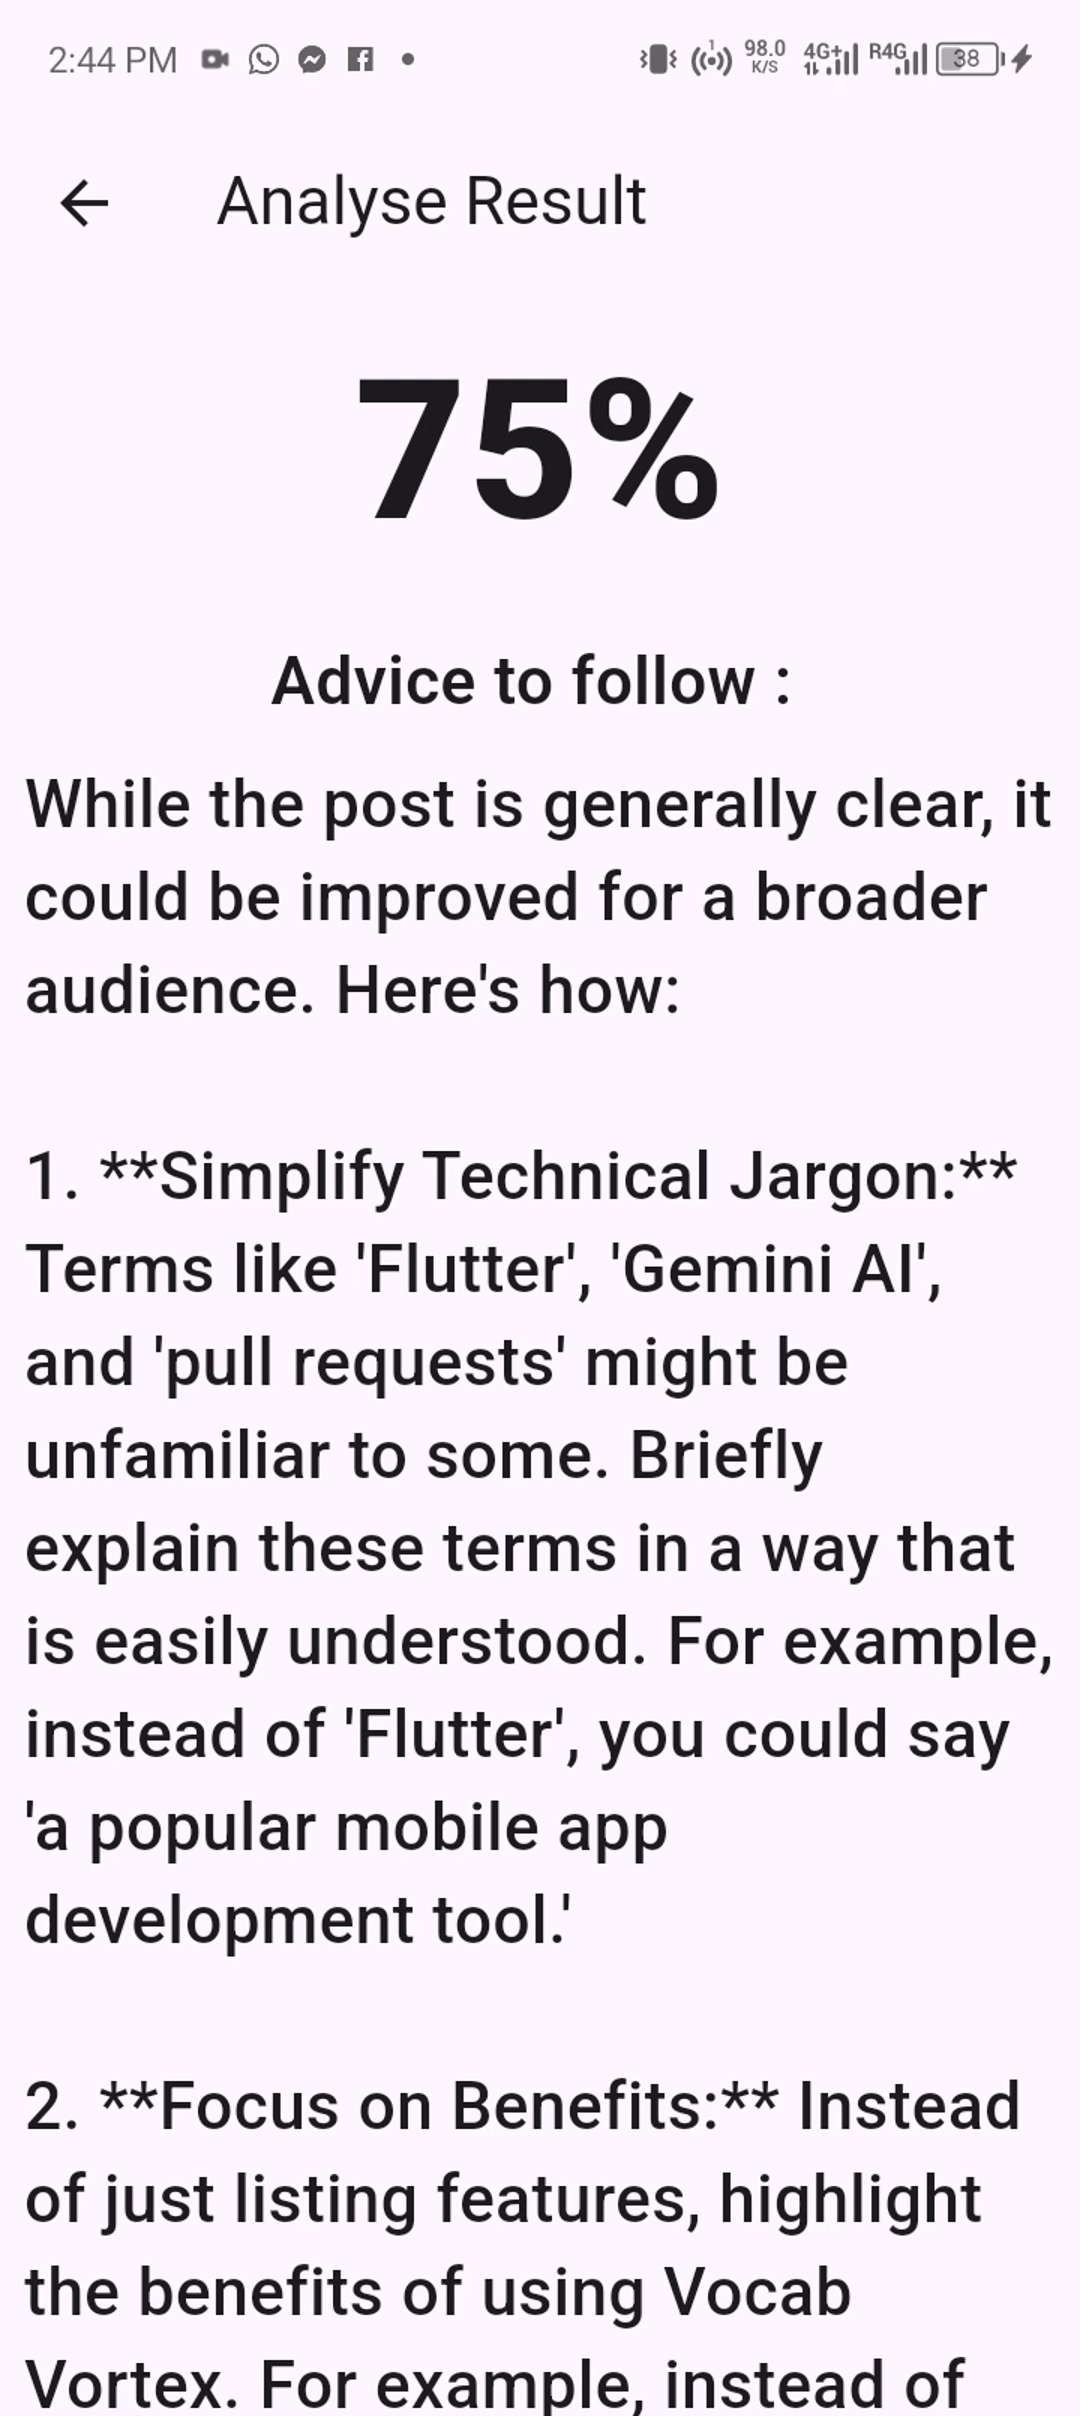 2:44 PM
1
98.0
K/S
4G+
R4G
38
Analyse Result
75%
Advice to follow :
While the post is generally clear, it
could be improved for a broader
audience. Here's how:
1. **Simplify Technical Jargon:**
Terms like 'Flutter', 'Gemini AI',
and 'pull requests' might be
unfamiliar to some. Briefly
explain these terms in a way that
is easily understood. For example,
instead of 'Flutter', you could say
'a popular mobile app
development tool.'
2. **Focus on Benefits:** Instead
of just listing features, highlight
the benefits of using Vocab
Vortex. For example, instead of